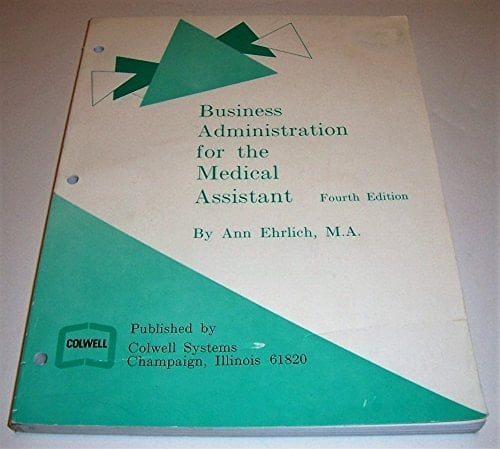 Business
Administration
for the
Medical
Assistant Fourth Edition
By Ann Ehrlich, M.A.
Published by
COLWELL
Colwell Systems
Champaign, Illinois 61820